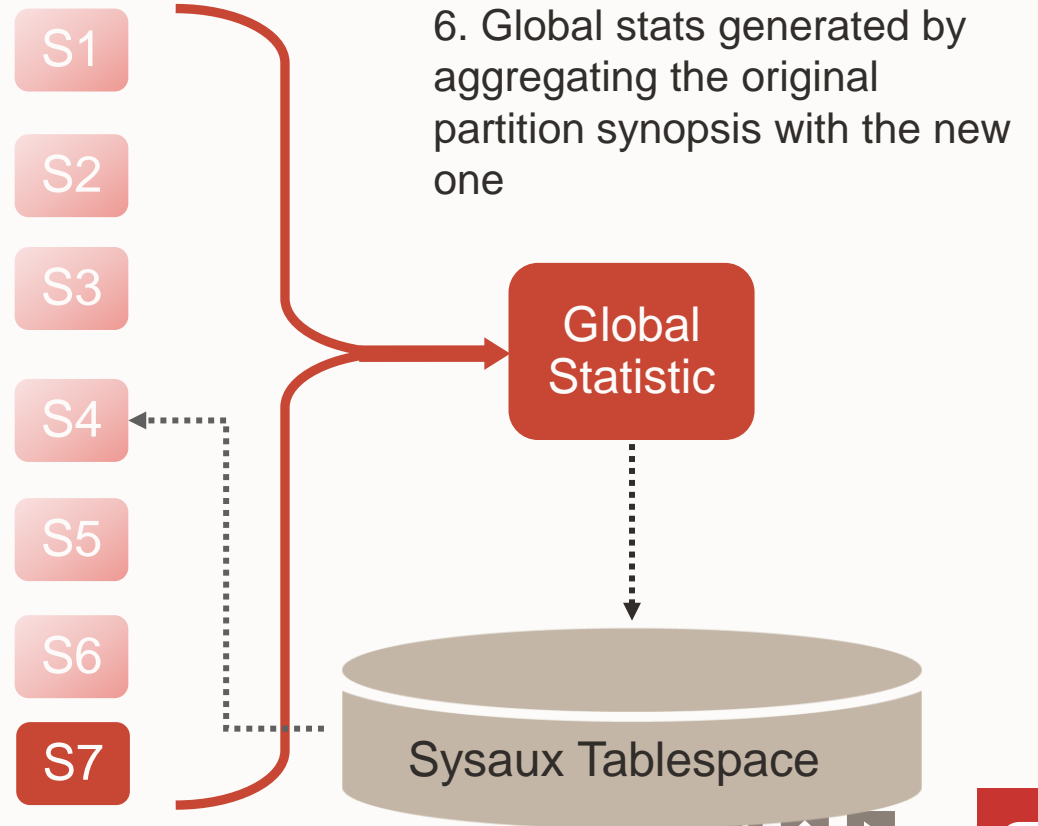 S1
S2
S3
S4
S5
S6
S7
6. Global stats generated by
aggregating the original
partition synopsis with the new
one
Global
Statistic
Sysaux Tablespace